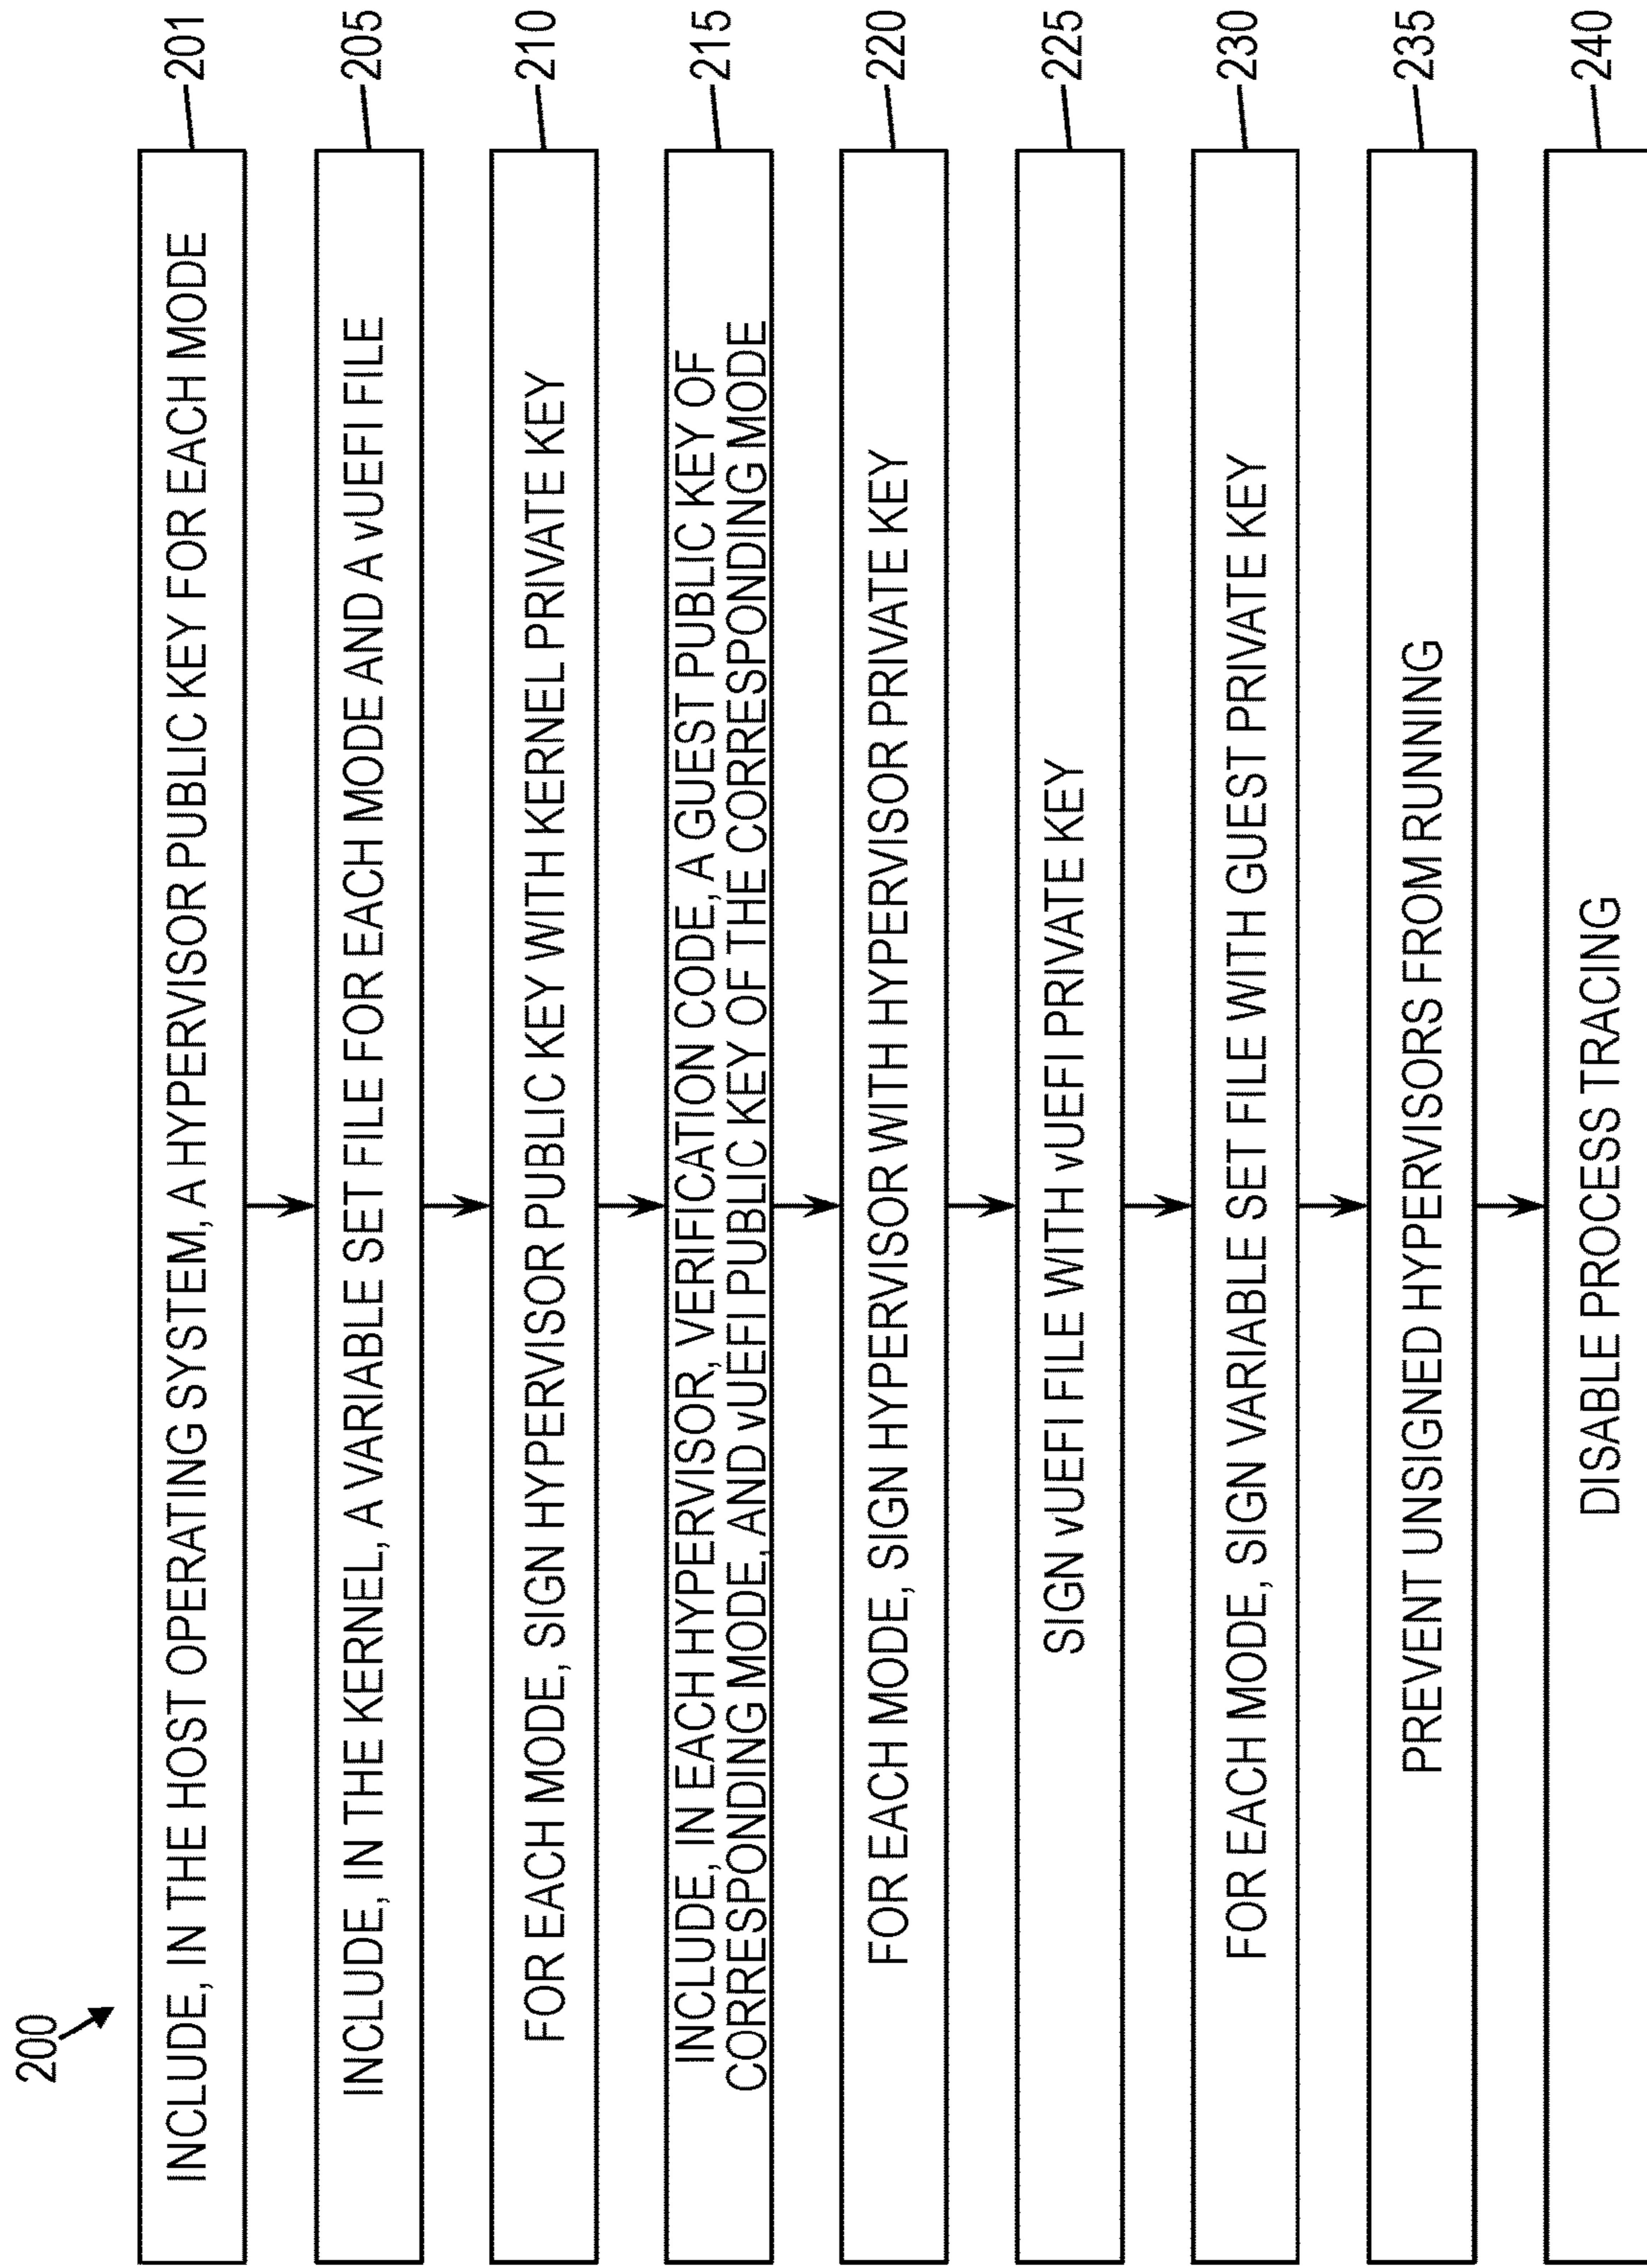 200
INCLUDE, IN THE HOST OPERATING SYSTEM, A HYPERVISOR PUBLIC KEY FOR EACH MODE
201
INCLUDE, IN THE KERNEL, A VARIABLE SET FILE FOR EACH MODE AND A vUEFI FILE
205
FOR EACH MODE, SIGN HYPERVISOR PUBLIC KEY WITH KERNEL PRIVATE KEY
210
INCLUDE, IN EACH HYPERVISOR, VERIFICATION CODE, A GUEST PUBLIC KEY OF
CORRESPONDING MODE, AND vUEFI PUBLIC KEY OF THE CORRESPONDING MODE
215
FOR EACH MODE, SIGN HYPERVISOR WITH HYPERVISOR PRIVATE KEY
220
SIGN vUEFI FILE WITH vUEFI PRIVATE KEY
225
FOR EACH MODE, SIGN VARIABLE SET FILE WITH GUEST PRIVATE KEY
230
PREVENT UNSIGNED HYPERVISORS FROM RUNNING
235
DISABLE PROCESS TRACING
240